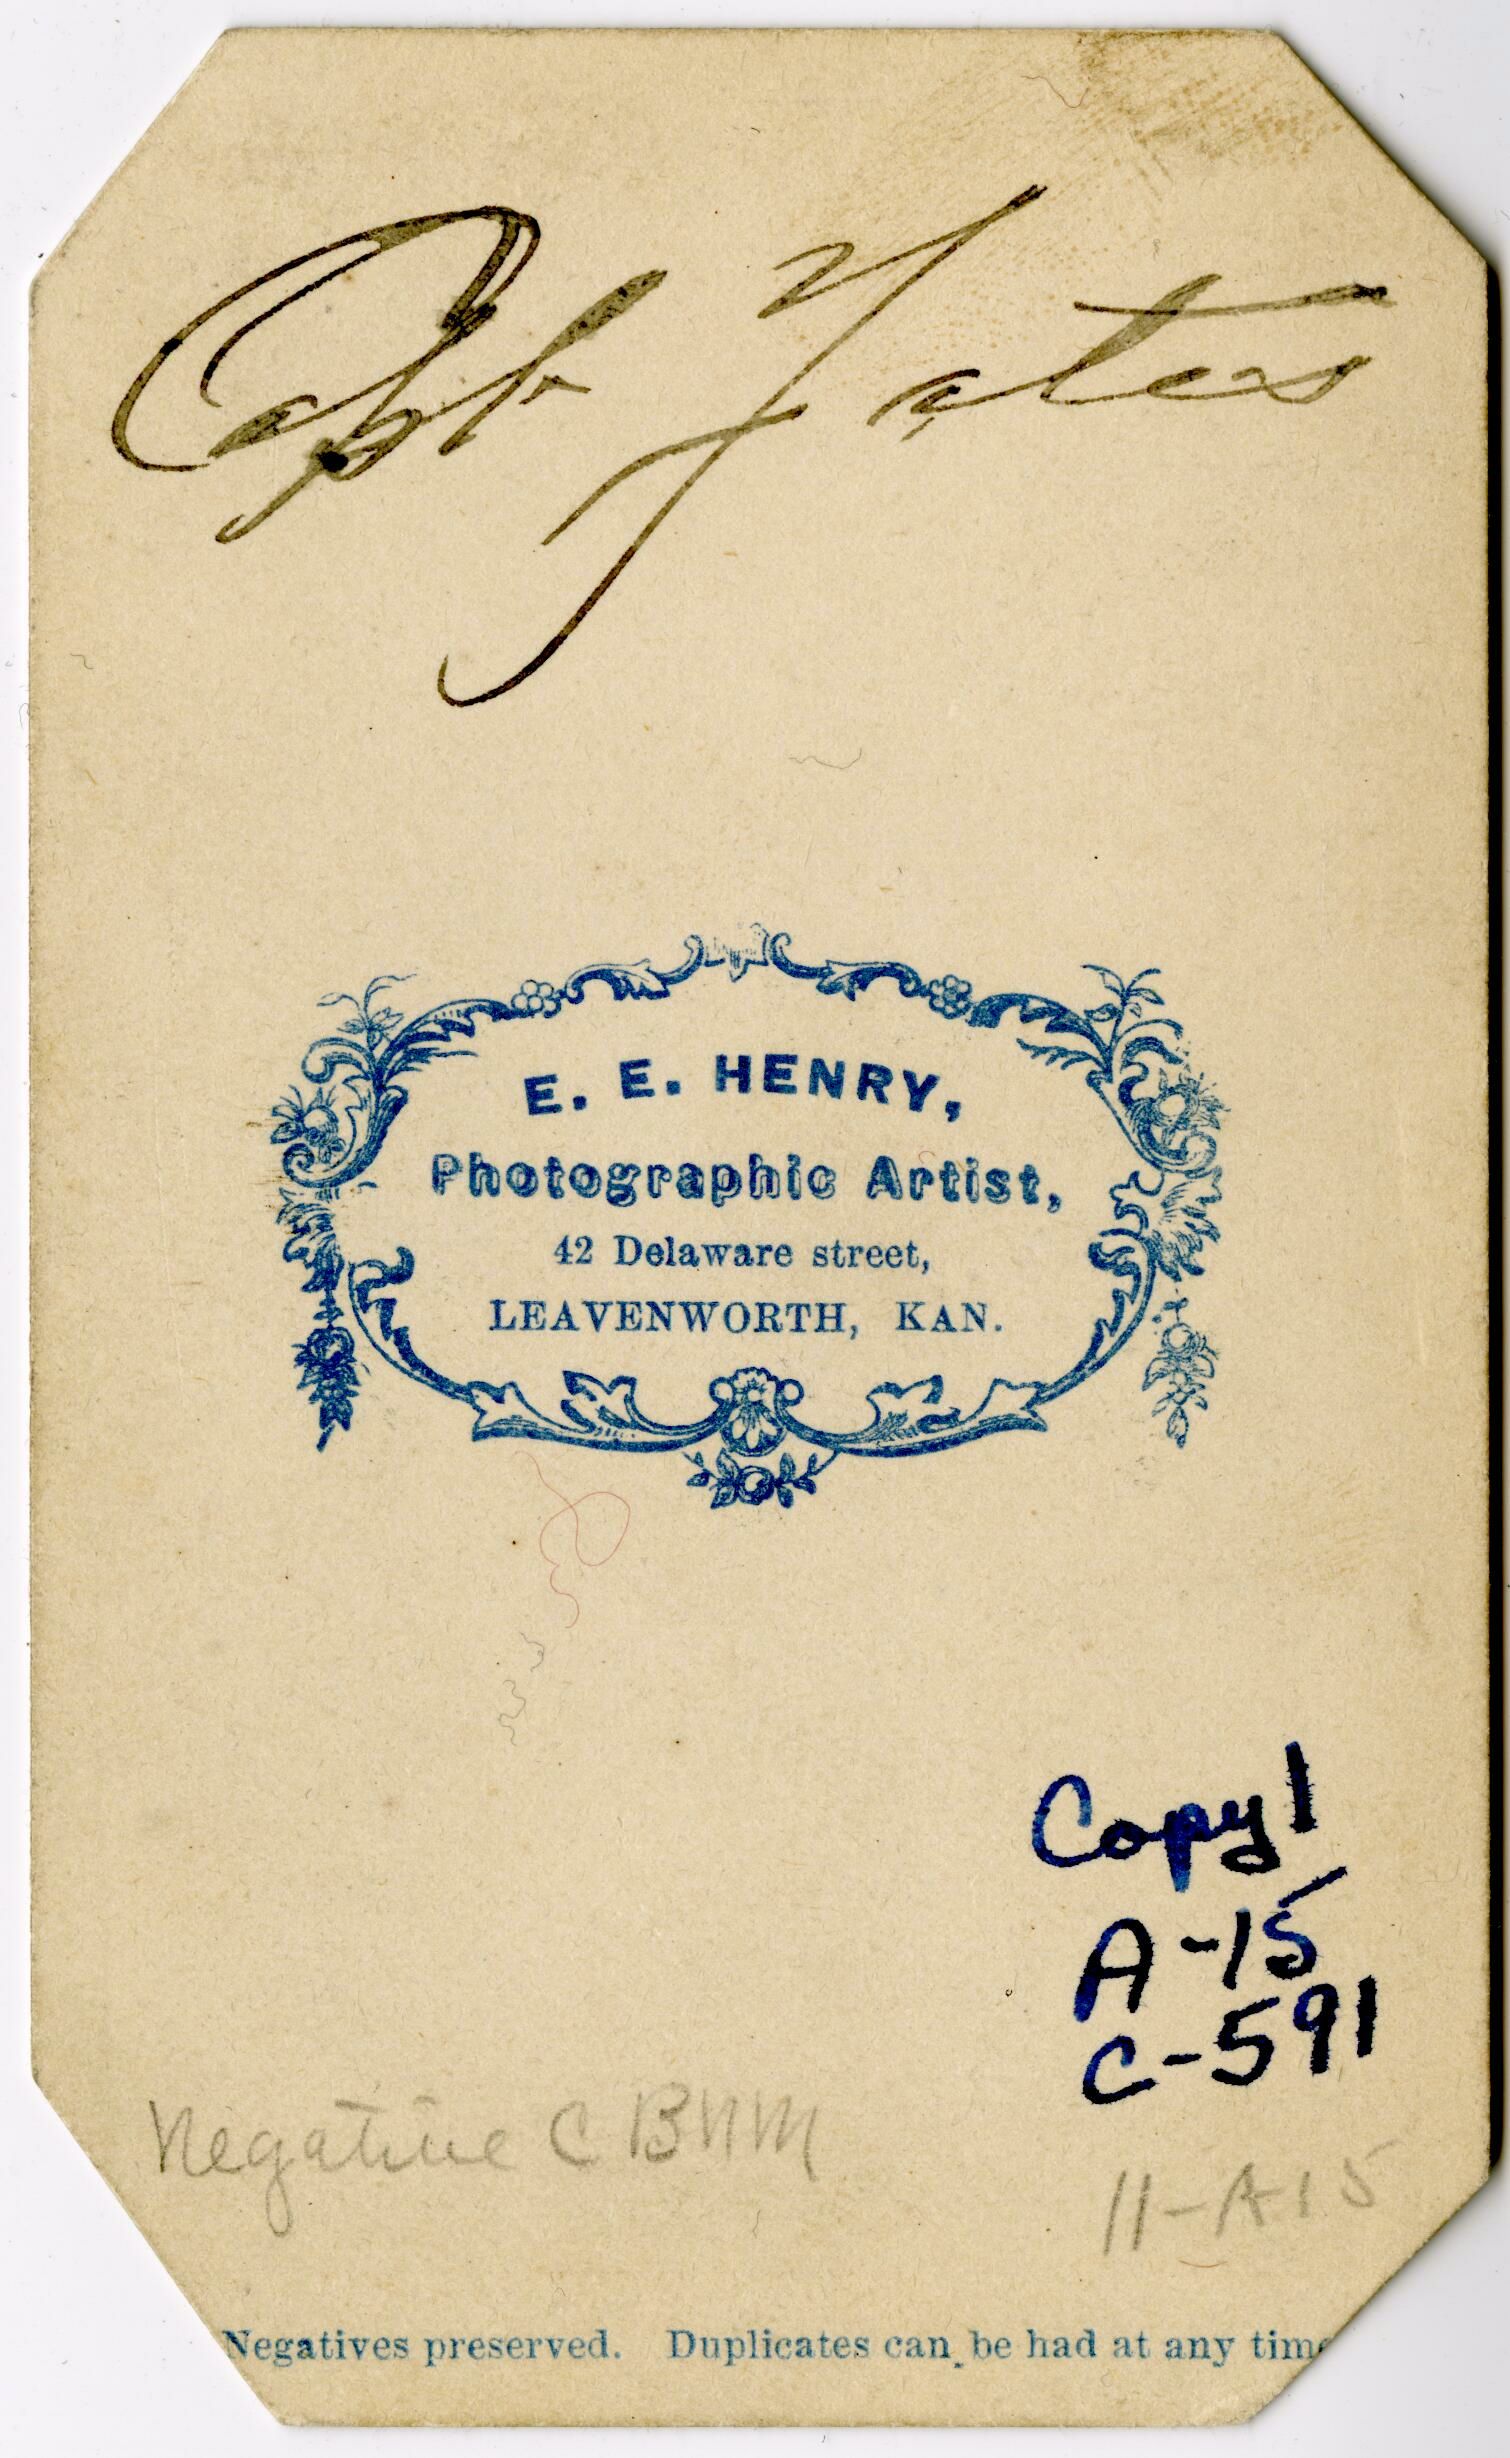 Capt Yates
E. E. HENRY,
Photographic Artist,
42 Delaware street,
LEAVENWORTH, KAN.
Copy 1
A-15
C-591
Negative C B N M
11-A15
Negatives preserved. Duplicates can be had at any time